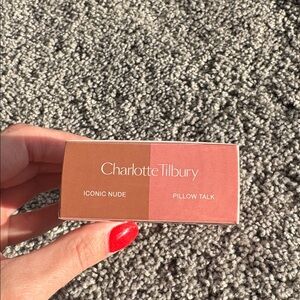 Charlotte Tilbury
ICONIC NUDE PILLOW TALK